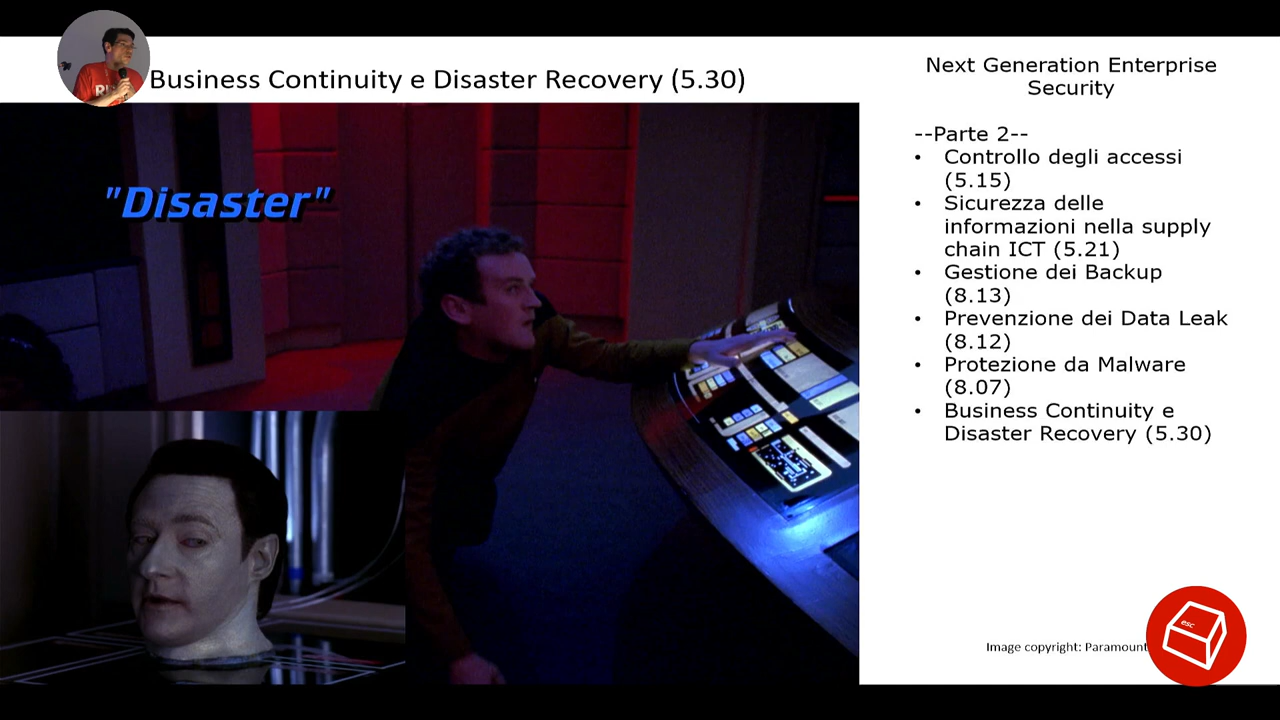 Business Continuity e Disaster Recovery (5.30)
"Disaster"
Next Generation Enterprise
Security
--Parte 2--
• Controllo degli accessi
(5.15)
• Sicurezza delle
informazioni nella supply
chain ICT (5.21)
• Gestione dei Backup
(8.13)
• Prevenzione dei Data Leak
(8.12)
• Protezione da Malware
(8.07)
• Business Continuity e
Disaster Recovery (5.30)
Image copyright: Paramount
esc